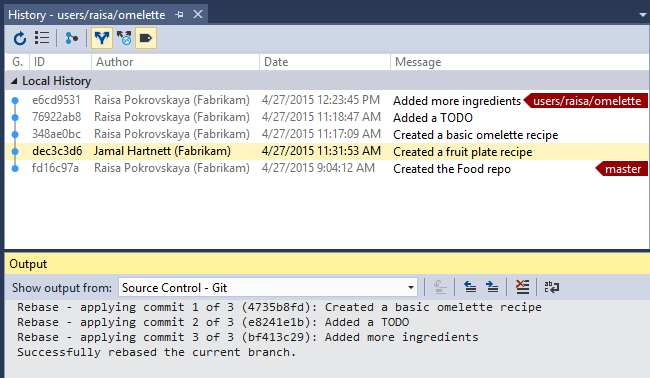 History - users/raisa/omelette
G. ID Author Date Message
Local History
e6cd9531 Raisa Pokrovskaya (Fabrikam) 4/27/2015 12:23:45 PM Added more ingredients users/raisa/omelette
76922ab8 Raisa Pokrovskaya (Fabrikam) 4/27/2015 11:18:47 AM Added a TODO
348ae0bc Raisa Pokrovskaya (Fabrikam) 4/27/2015 11:17:09 AM Created a basic omelette recipe
dec3c3d6 Jamal Hartnett (Fabrikam) 4/27/2015 11:31:53 AM Created a fruit plate recipe
fd16c97a Raisa Pokrovskaya (Fabrikam) 4/27/2015 9:04:12 AM Created the Food repo master
Output
Show output from: Source Control - Git
Rebase - applying commit 1 of 3 (4735b8fd): Created a basic omelette recipe
Rebase - applying commit 2 of 3 (e8241e1b): Added a TODO
Rebase - applying commit 3 of 3 (bf413c29): Added more ingredients
Successfully rebased the current branch.